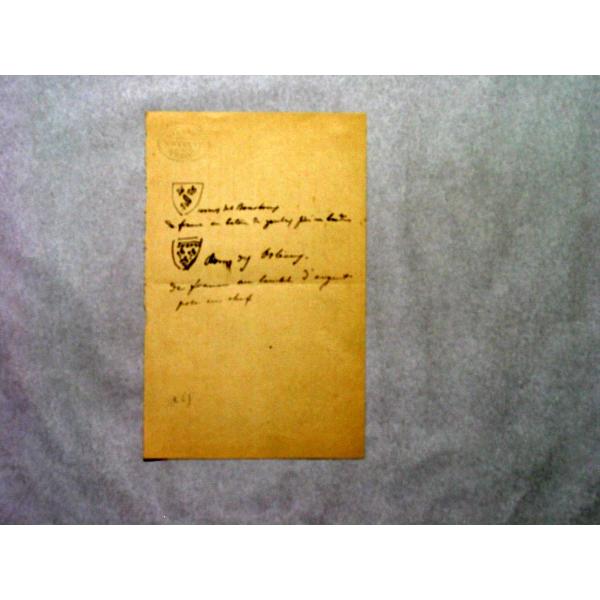 armes des Bourbons
de france au baton de gueules péri en bande
Armes des Orléans.
de france au lambel d'argent
posé en chef